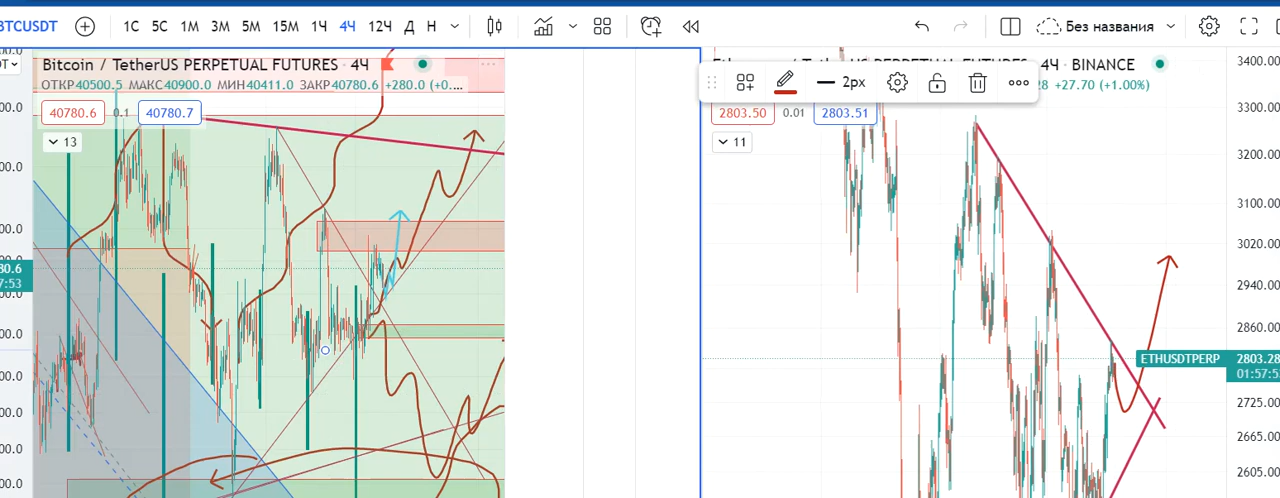 BTCUSDT 1С 5С 1М 3М 5М 15М 1Ч 4Ч 12Ч Д Н Без названия
Bitcoin / TetherUS PERPETUAL FUTURES · 4Ч
ОТКР40500.5 МАКС40900.0 МИН40411.0 ЗАКР40780.6 +280.0 (+0....
40780.6 0.1 40780.7
13
4Ч · BINANCE
2px
+27.70 (+1.00%)
2803.50 0.01 2803.51
11
3400.00
3300.00
3200.00
3100.00
3020.00
2940.00
2860.00
ETHUSDTPERP 2803.28
2725.00
2665.00
2605.00